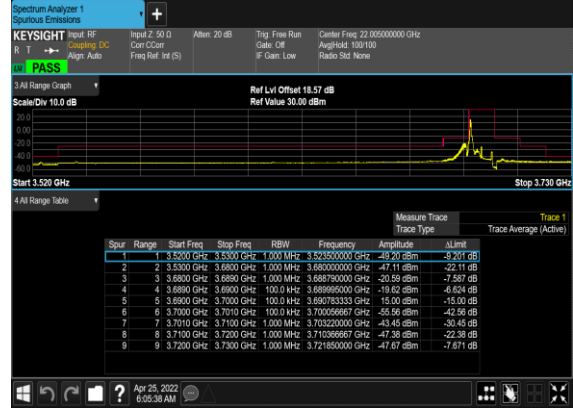 Spectrum Analyzer 1
Spurious Emissions
KEYSIGHT Input: RF Input Z: 50 Ω Atten: 20 dB Trig: Free Run Center Freq: 22.005000000 GHz
R T Coupling: DC Corr CCorr Gate: Off Avg|Hold: 100/100
Align: Auto Freq Ref: Int (S) IF Gain: Low Radio Std: None
PASS
3 All Range Graph Ref Lvl Offset 18.57 dB
Scale/Div 10.0 dB Ref Value 30.00 dBm
20.0
0.00
-20.0
-40.0
-60.0
Start 3.520 GHz Stop 3.730 GHz
4 All Range Table
Measure Trace Trace 1
Trace Type Trace Average (Active)
Spur Range Start Freq Stop Freq RBW Frequency Amplitude ΔLimit
1 1 3.5200 GHz 3.5300 GHz 1.000 MHz 3.523500000 GHz -49.20 dBm -9.201 dB
2 2 3.5300 GHz 3.6800 GHz 1.000 MHz 3.680000000 GHz -47.11 dBm -22.11 dB
3 3 3.6800 GHz 3.6890 GHz 1.000 MHz 3.688790000 GHz -20.59 dBm -7.587 dB
4 4 3.6890 GHz 3.6900 GHz 100.0 kHz 3.689995000 GHz -19.62 dBm -6.624 dB
5 5 3.6900 GHz 3.7000 GHz 100.0 kHz 3.690783333 GHz 15.00 dBm -15.00 dB
6 6 3.7000 GHz 3.7010 GHz 100.0 kHz 3.700056667 GHz -55.56 dBm -42.56 dB
7 7 3.7010 GHz 3.7100 GHz 1.000 MHz 3.703220000 GHz -43.45 dBm -30.45 dB
8 8 3.7100 GHz 3.7200 GHz 1.000 MHz 3.710366667 GHz -47.38 dBm -22.38 dB
9 9 3.7200 GHz 3.7300 GHz 1.000 MHz 3.721850000 GHz -47.67 dBm -7.671 dB
Apr 25, 2022
6:05:38 AM